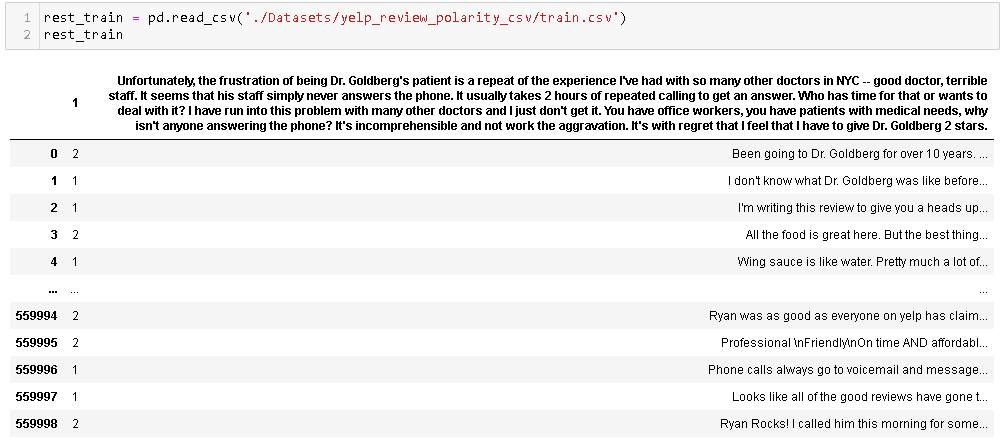 1 rest_train = pd.read_csv('./Datasets/yelp_review_polarity_csv/train.csv')
2 rest_train
Unfortunately, the frustration of being Dr. Goldberg's patient is a repeat of the experience I've had with so many other doctors in NYC -- good doctor, terrible
staff. It seems that his staff simply never answers the phone. It usually takes 2 hours of repeated calling to get an answer. Who has time for that or wants to
1 deal with it? I have run into this problem with many other doctors and I just don't get it. You have office workers, you have patients with medical needs, why
isn't anyone answering the phone? It's incomprehensible and not work the aggravation. It's with regret that I feel that I have to give Dr. Goldberg 2 stars.
0 2 Been going to Dr. Goldberg for over 10 years. ...
1 1 I don't know what Dr. Goldberg was like before...
2 1 I'm writing this review to give you a heads up...
3 2 All the food is great here. But the best thing...
4 1 Wing sauce is like water. Pretty much a lot of...
... ... ...
559994 2 Ryan was as good as everyone on yelp has claim...
559995 2 Professional \nFriendly\nOn time AND affordabl...
559996 1 Phone calls always go to voicemail and message...
559997 1 Looks like all of the good reviews have gone t...
559998 2 Ryan Rocks! I called him this morning for some...